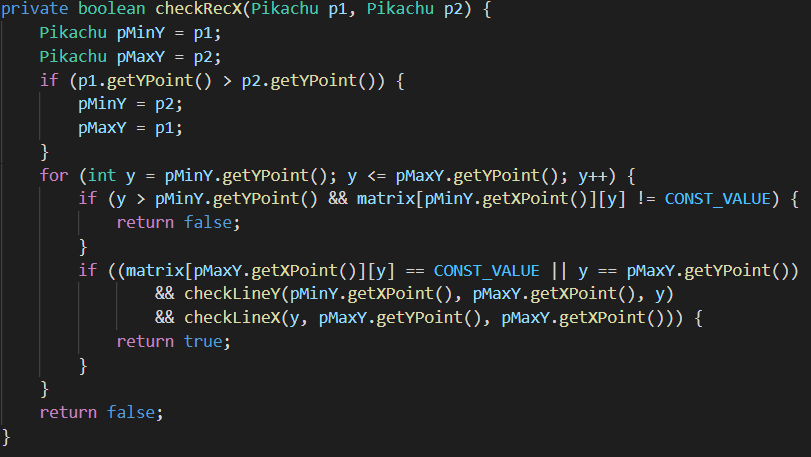 private boolean checkRecX(Pikachu p1, Pikachu p2) {
    Pikachu pMinY = p1;
    Pikachu pMaxY = p2;
    if (p1.getYPoint() > p2.getYPoint()) {
        pMinY = p2;
        pMaxY = p1;
    }
    for (int y = pMinY.getYPoint(); y <= pMaxY.getYPoint(); y++) {
        if (y > pMinY.getYPoint() && matrix[pMinY.getXPoint()][y] != CONST_VALUE) {
            return false;
        }
        if ((matrix[pMaxY.getXPoint()][y] == CONST_VALUE || y == pMaxY.getYPoint())
                && checkLineY(pMinY.getXPoint(), pMaxY.getXPoint(), y)
                && checkLineX(y, pMaxY.getYPoint(), pMaxY.getXPoint())) {
            return true;
        }
    }
    return false;
}